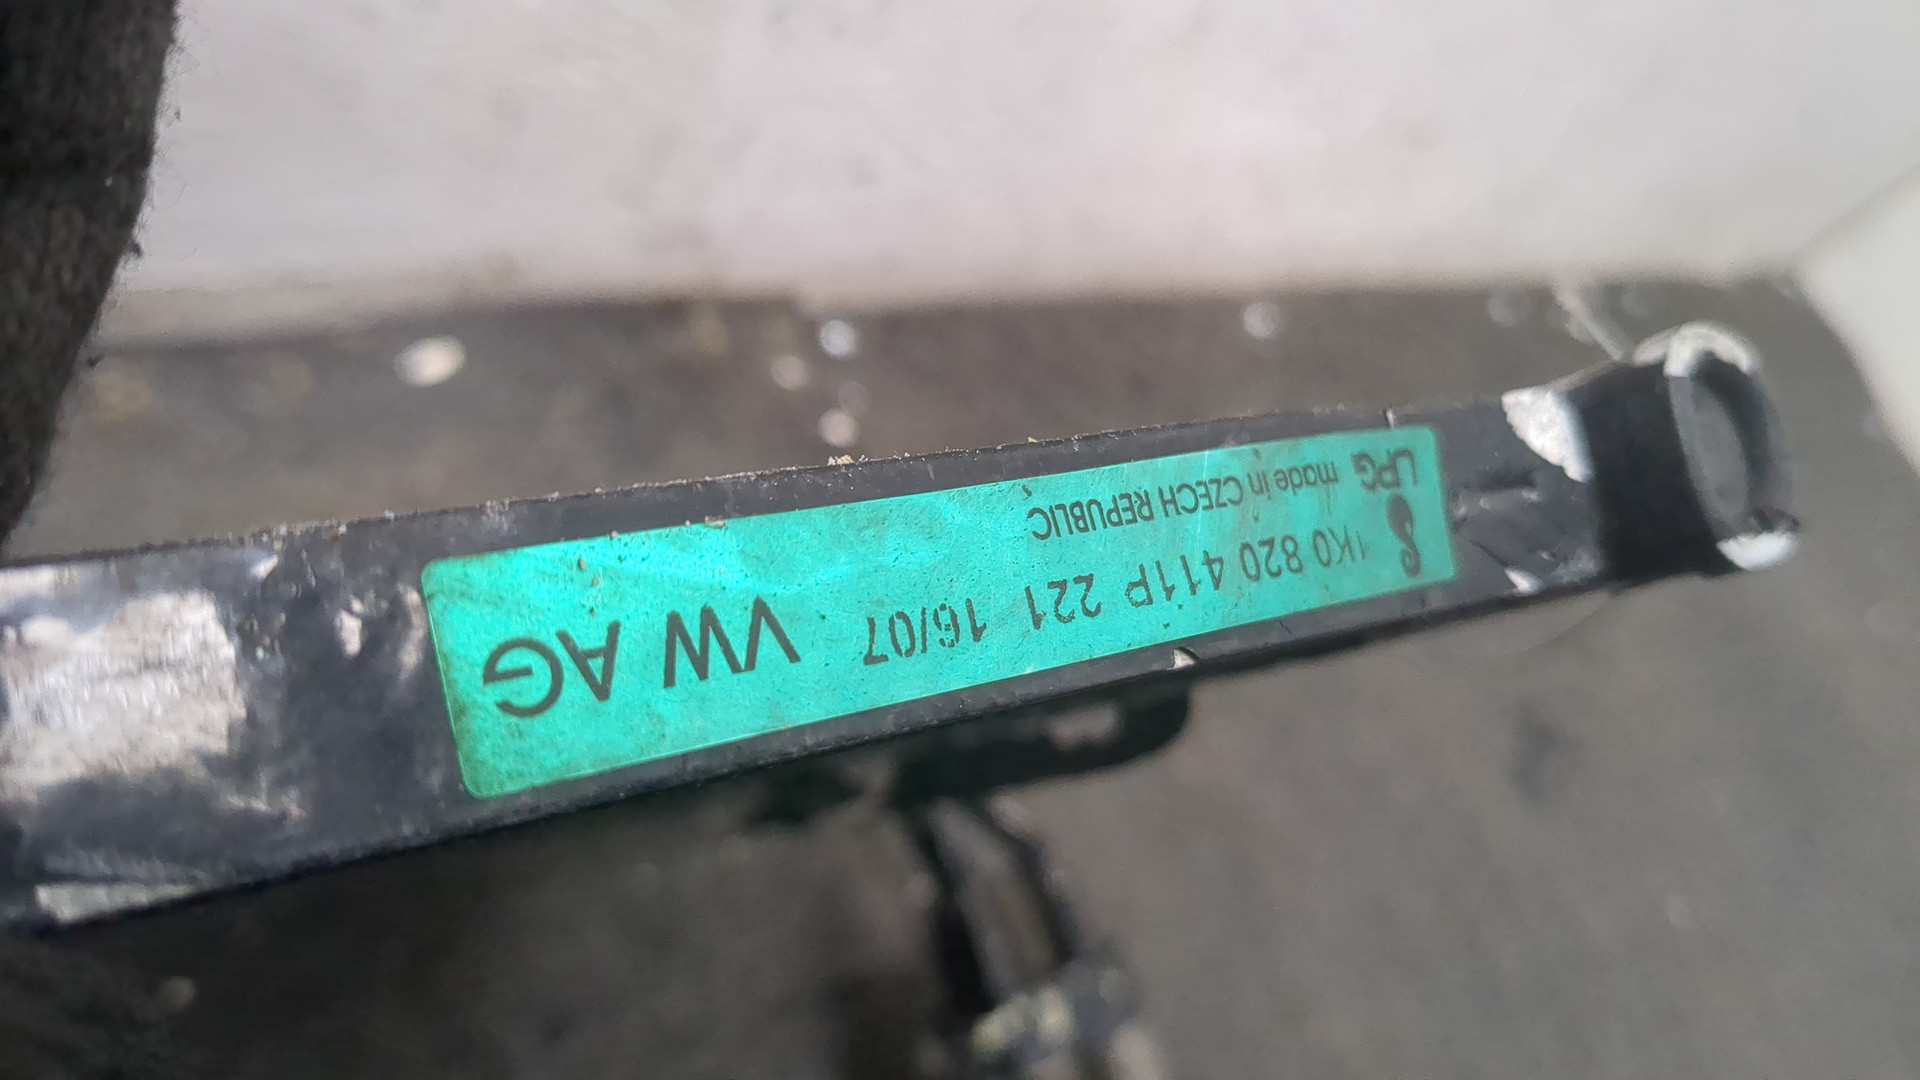 1K0 820 411P 221 16/07 VW AG
UPG made in CZECH REPUBLIC